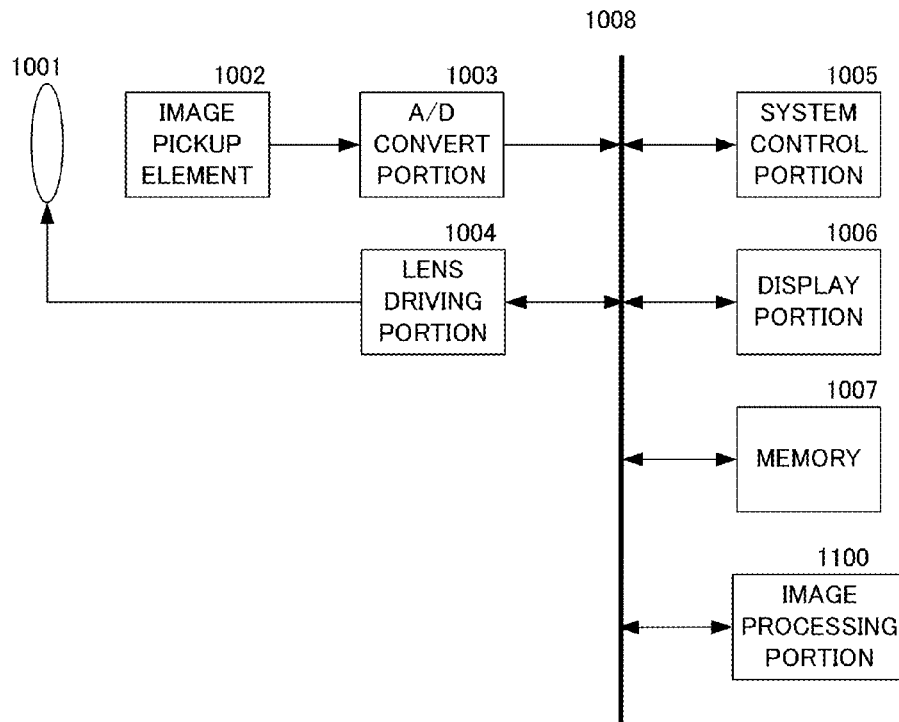 1008
1001
1002
IMAGE
PICKUP
ELEMENT
1003
A/D
CONVERT
PORTION
1005
SYSTEM
CONTROL
PORTION
1004
LENS
DRIVING
PORTION
1006
DISPLAY
PORTION
1007
MEMORY
1100
IMAGE
PROCESSING
PORTION